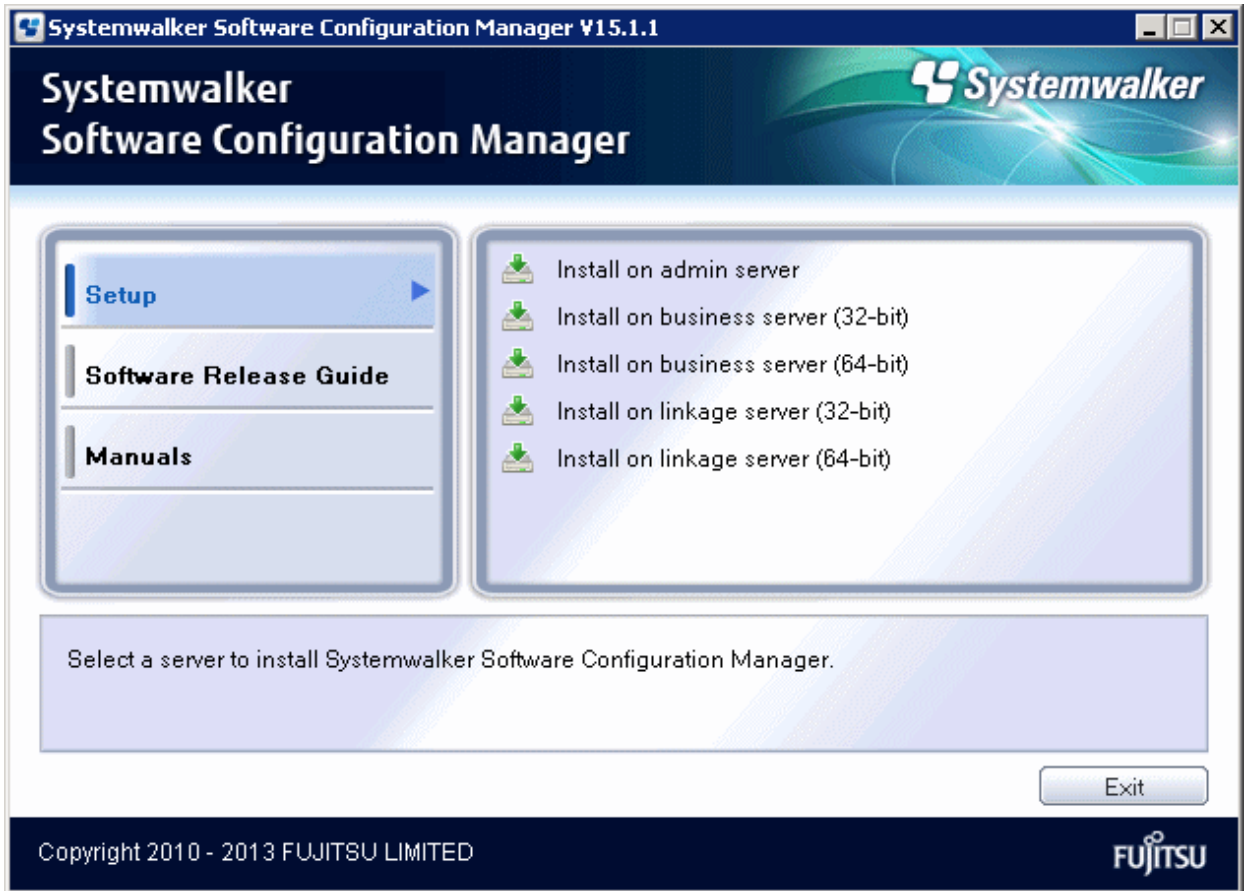 Systemwalker Software Configuration Manager V15.1.1
Systemwalker
Software Configuration Manager
Systemwalker
Setup
Software Release Guide
Manuals
Install on admin server
Install on business server (32-bit)
Install on business server (64-bit)
Install on linkage server (32-bit)
Install on linkage server (64-bit)
Select a server to install Systemwalker Software Configuration Manager.
Exit
Copyright 2010 - 2013 FUJITSU LIMITED
FUJITSU